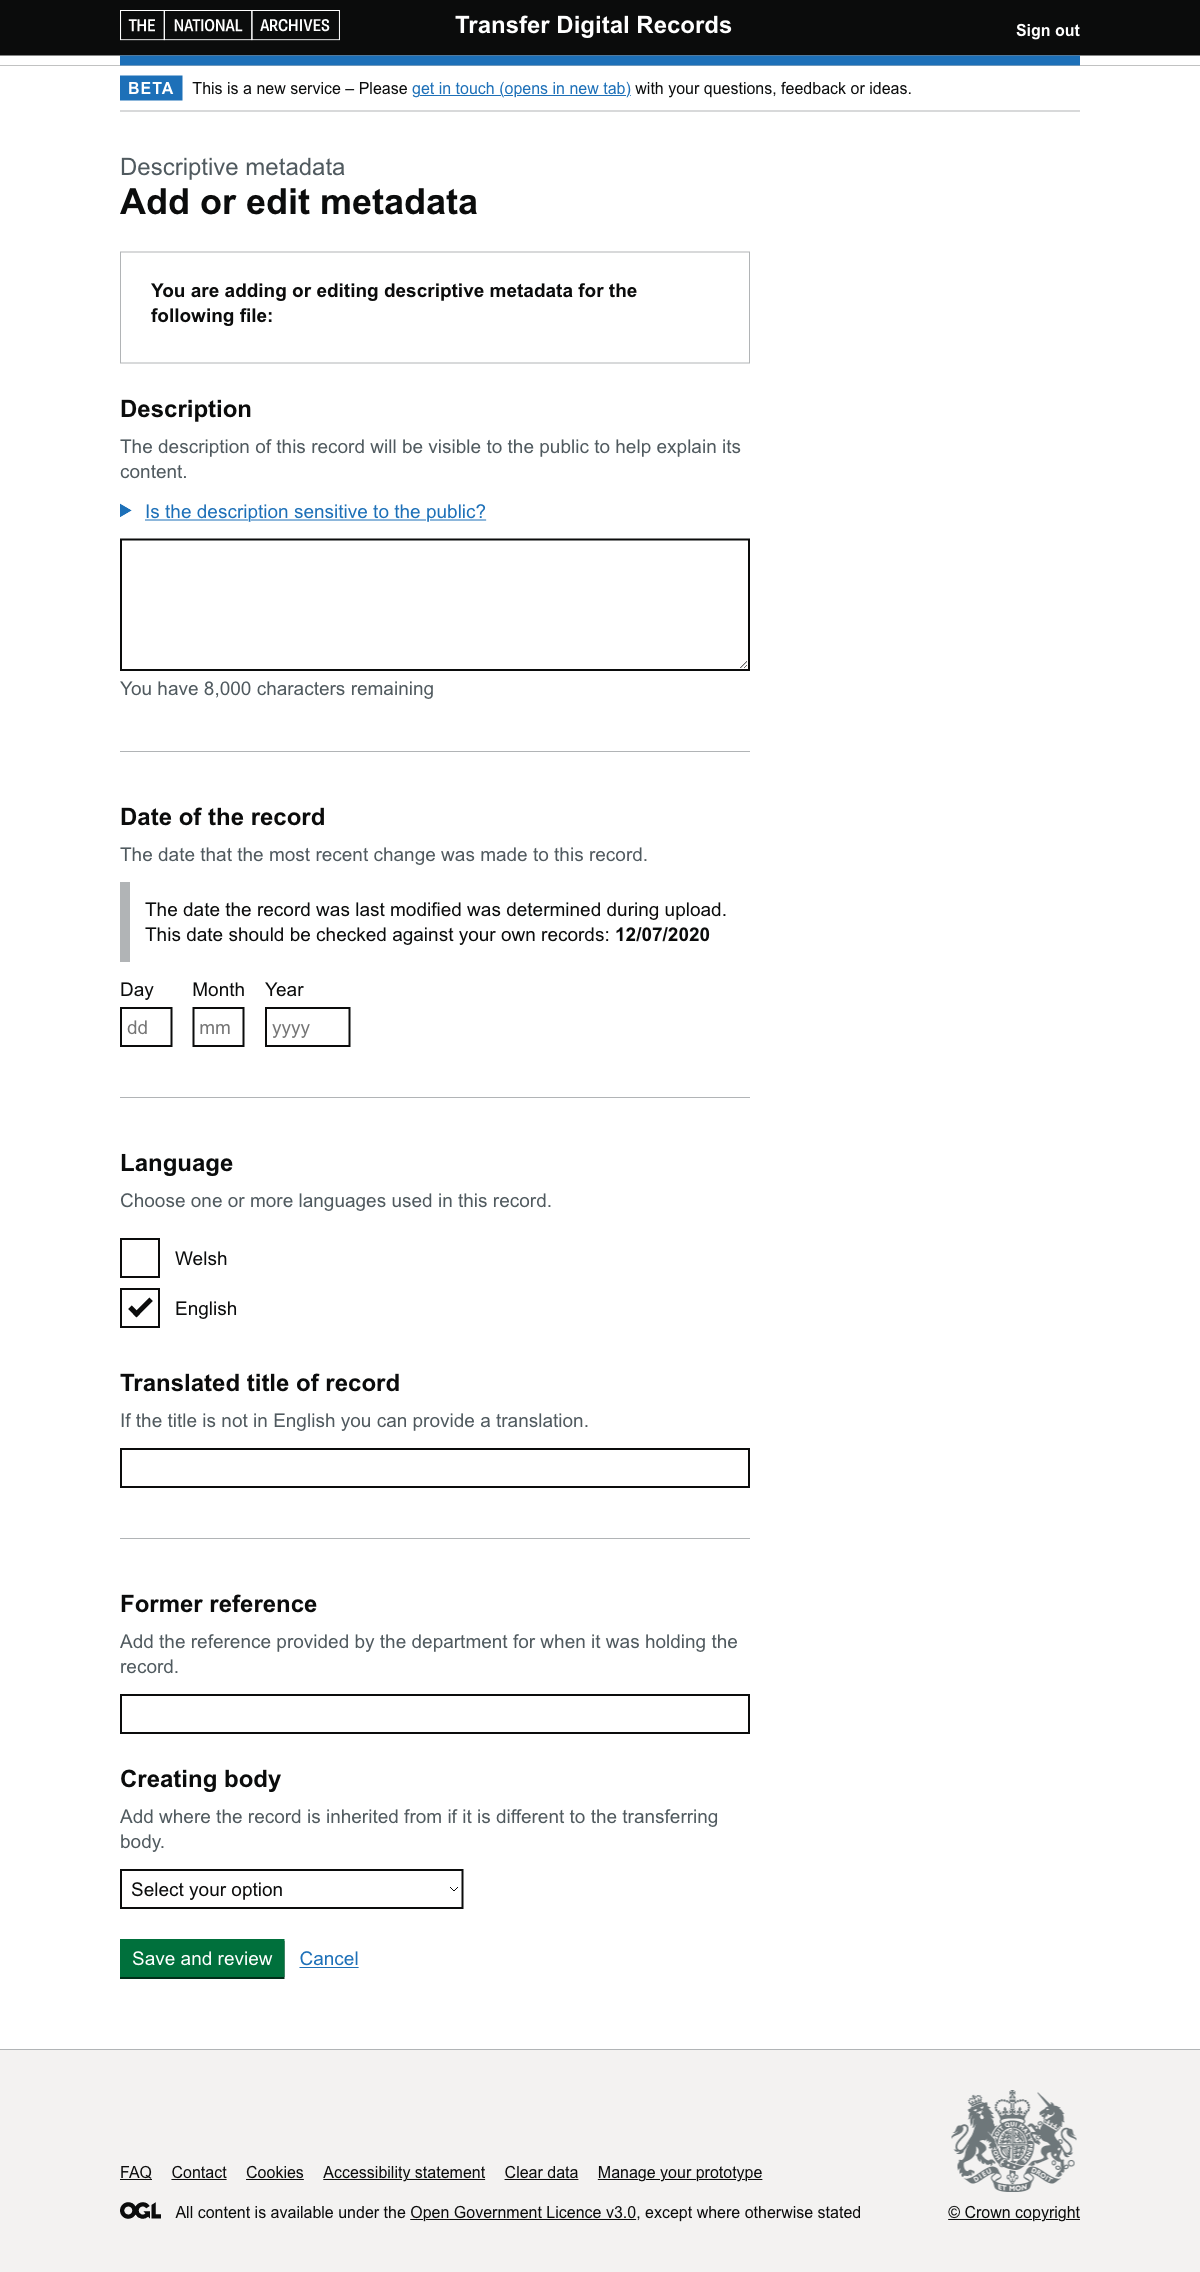 THE NATIONAL ARCHIVES
Transfer Digital Records
Sign out
BETA This is a new service – Please get in touch (opens in new tab) with your questions, feedback or ideas.
Descriptive metadata
Add or edit metadata
You are adding or editing descriptive metadata for the
following file:
Description
The description of this record will be visible to the public to help explain its
content.
Is the description sensitive to the public?
You have 8,000 characters remaining
Date of the record
The date that the most recent change was made to this record.
The date the record was last modified was determined during upload.
This date should be checked against your own records: 12/07/2020
Day Month Year
dd mm yyyy
Language
Choose one or more languages used in this record.
Welsh
English
Translated title of record
If the title is not in English you can provide a translation.
Former reference
Add the reference provided by the department for when it was holding the
record.
Creating body
Add where the record is inherited from if it is different to the transferring
body.
Select your option
Save and review Cancel
FAQ Contact Cookies Accessibility statement Clear data Manage your prototype
OGL All content is available under the Open Government Licence v3.0, except where otherwise stated
DIEU ET MON DROIT
© Crown copyright